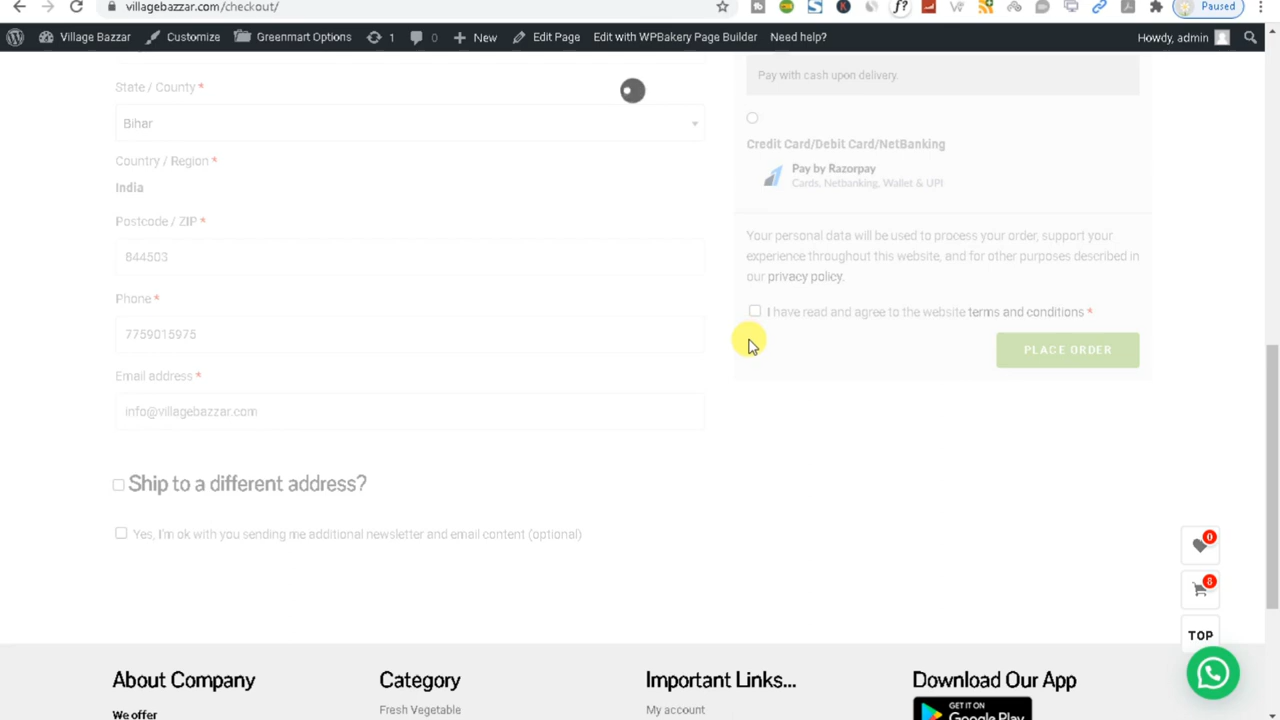 villagebazzar.com/checkout/
Paused
Village Bazzar
Customize
Greenmart Options
1
0
New
Edit Page
Edit with WPBakery Page Builder
Need help?
Howdy, admin
State / County *
Bihar
Country / Region *
India
Postcode / ZIP *
844503
Phone *
7759015975
Email address *
info@villagebazzar.com
Ship to a different address?
Yes, I'm ok with you sending me additional newsletter and email content (optional)
Pay with cash upon delivery.
Credit Card/Debit Card/NetBanking
Pay by Razorpay
Cards, Netbanking, Wallet & UPI
Your personal data will be used to process your order, support your
experience throughout this website, and for other purposes described in
our privacy policy.
I have read and agree to the website terms and conditions *
PLACE ORDER
0
8
TOP
About Company
We offer
Category
Fresh Vegetable
Important Links...
My account
Download Our App
GET IT ON
Google Play